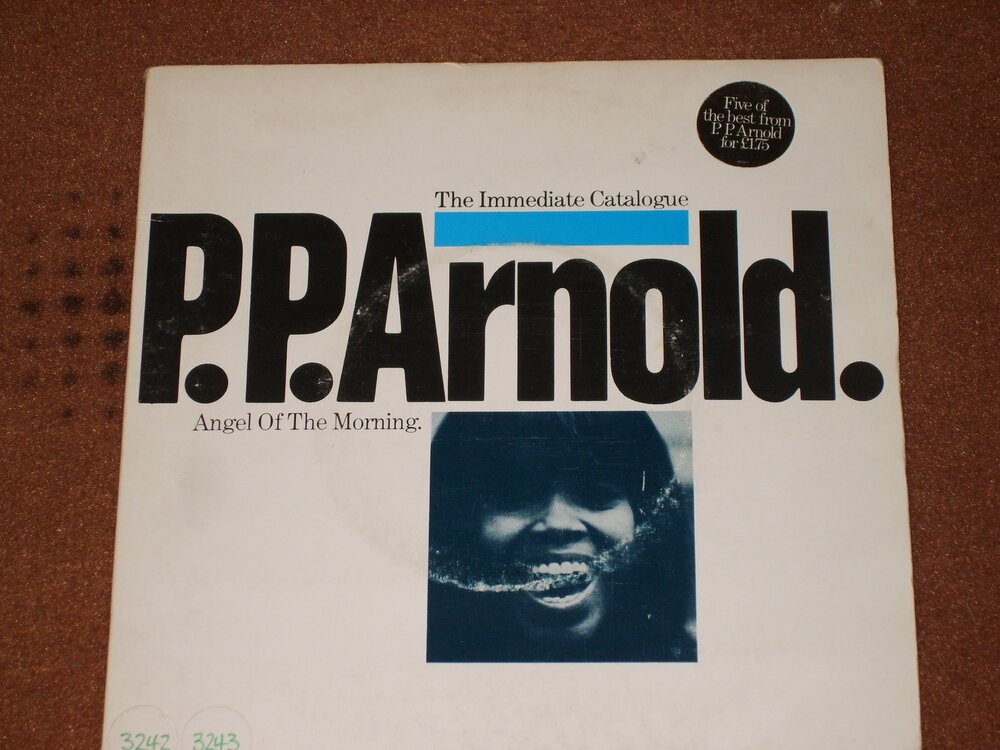 Five of
the best from
P. P. Arnold
for £1.75
The Immediate Catalogue
P.P.Arnold.
Angel Of The Morning.
3242 3243